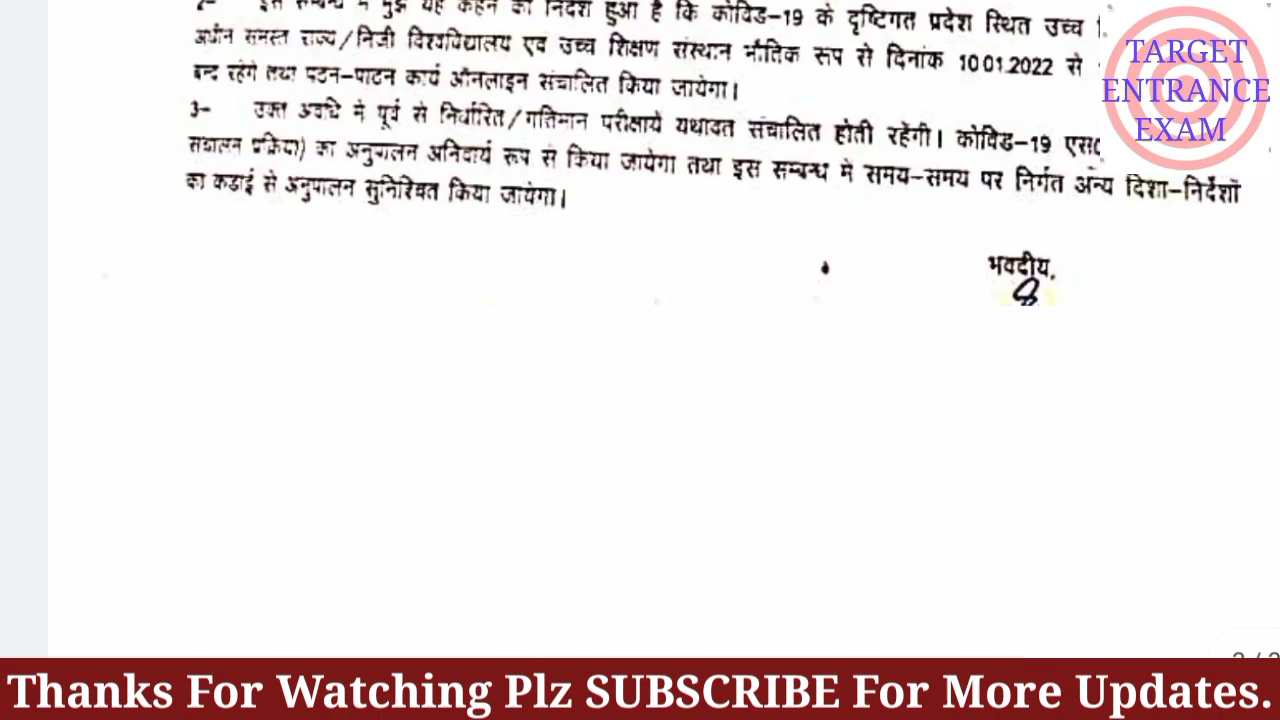 2- इस सम्बन्ध में मुझे यह कहने का निदेश हुआ है कि कोविड-19 के दृष्टिगत प्रदेश स्थित उच्च
अधीन समस्त राज्य/निजी विश्वविद्यालय एवं उच्च शिक्षण संस्थान भौतिक रूप से दिनांक 10.01.2022 से
बन्द रहेंगे तथा पठन-पाठन कार्य ऑनलाइन संचालित किया जायेगा।
3- उक्त अवधि में पूर्व से निर्धारित/गतिमान परीक्षायें यथावत संचालित होती रहेंगी। कोविड-19
संचालन प्रक्रिया) का अनुपालन अनिवार्य रूप से किया जायेगा तथा इस सम्बन्ध में समय-समय पर निर्गत अन्य दिशा-निर्देशों
का कडाई से अनुपालन सुनिश्चित किया जायेगा।
भवदीय,
TARGET
ENTRANCE
EXAM
Thanks For Watching Plz SUBSCRIBE For More Updates.